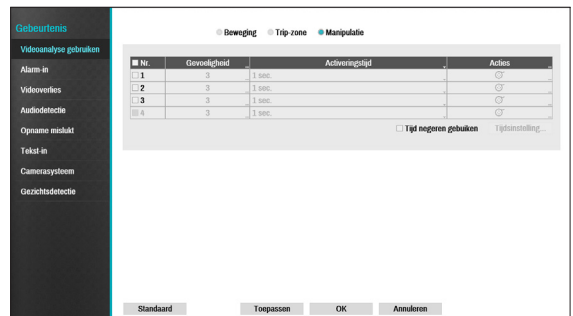 Gebeurtenis
Videoanalyse gebruiken
Alarm-in
Videoverlies
Audiodetectie
Opname mislukt
Tekst-in
Camerasysteem
Gezichtsdetectie
Beweging Trip-zone Manipulatie
Nr. Gevoeligheid Activeringstijd Acties
1 3 1 sec.
2 3 1 sec.
3 3 1 sec.
4 3 1 sec.
Tijd negeren gebuiken Tijdsinstelling...
Standaard Toepassen OK Annuleren